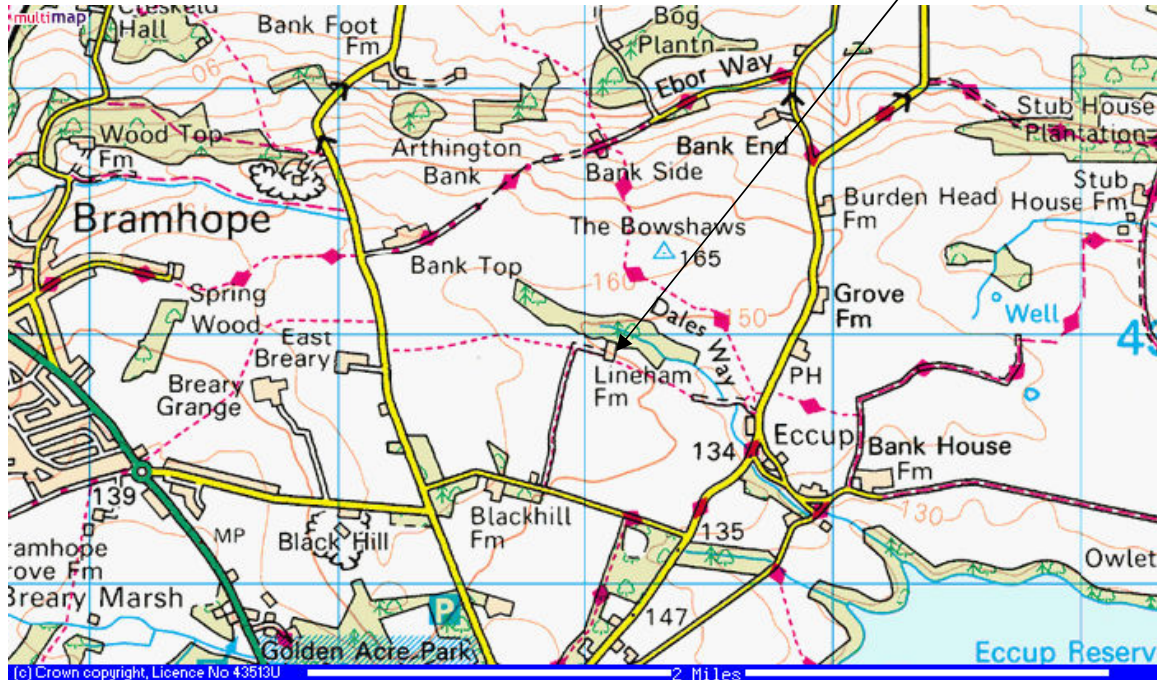 multimap
Creskeld
Hall
Bank Foot
Fm
Bog
Plantn
Ebor Way
90
Stub House
Plantation
Wood Top
Fm
Arthington
Bank
Bank End
Bank Side
Burden Head
Fm
Stub
House Fm
Bramhope
The Bowshaws
165
Bank Top
160
Dales
Way
150
Grove
Fm
Well
Spring
Wood
East
Breary
Lineham
Fm
PH
Breary
Grange
Eccup
134
Bank House
Fm
139
MP
Black Hill
Blackhill
Fm
135
130
Owlet
147
ramhope
rove Fm
Breary Marsh
P
Golden Acre Park
Eccup Reserv
(c) Crown copyright, Licence No 43513U
2 Miles